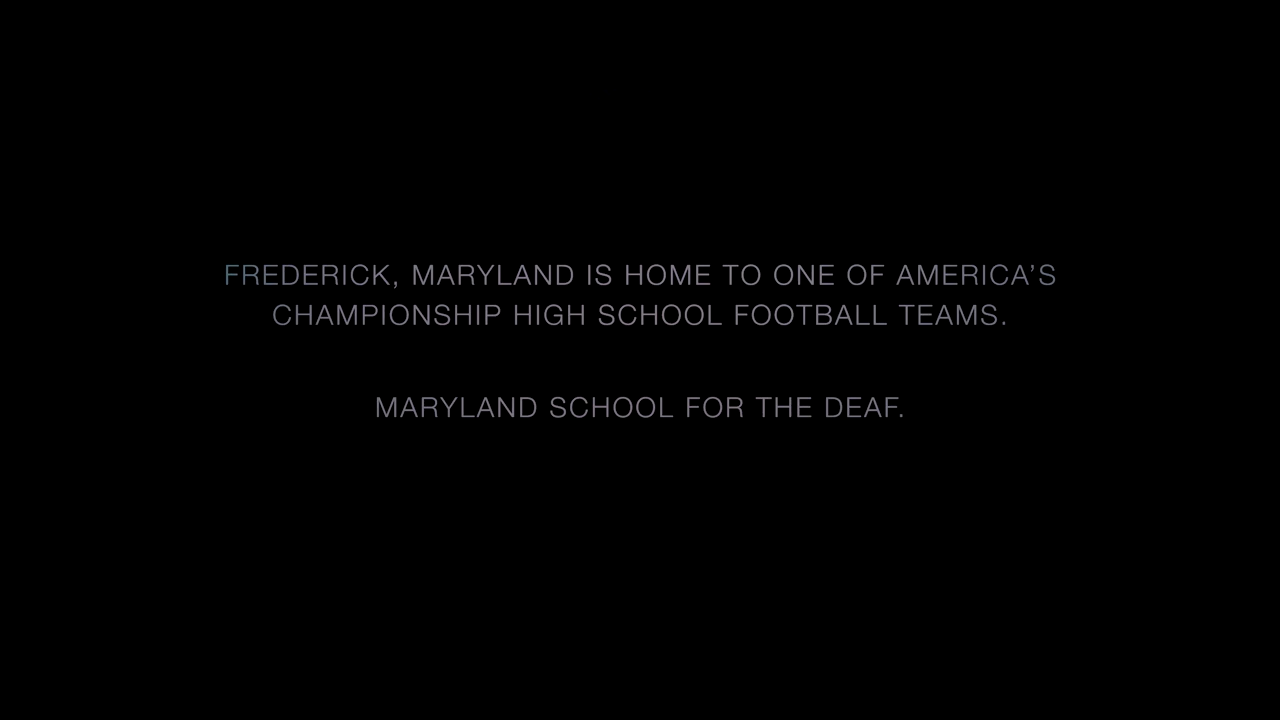 FREDERICK, MARYLAND IS HOME TO ONE OF AMERICA’S
CHAMPIONSHIP HIGH SCHOOL FOOTBALL TEAMS.
MARYLAND SCHOOL FOR THE DEAF.